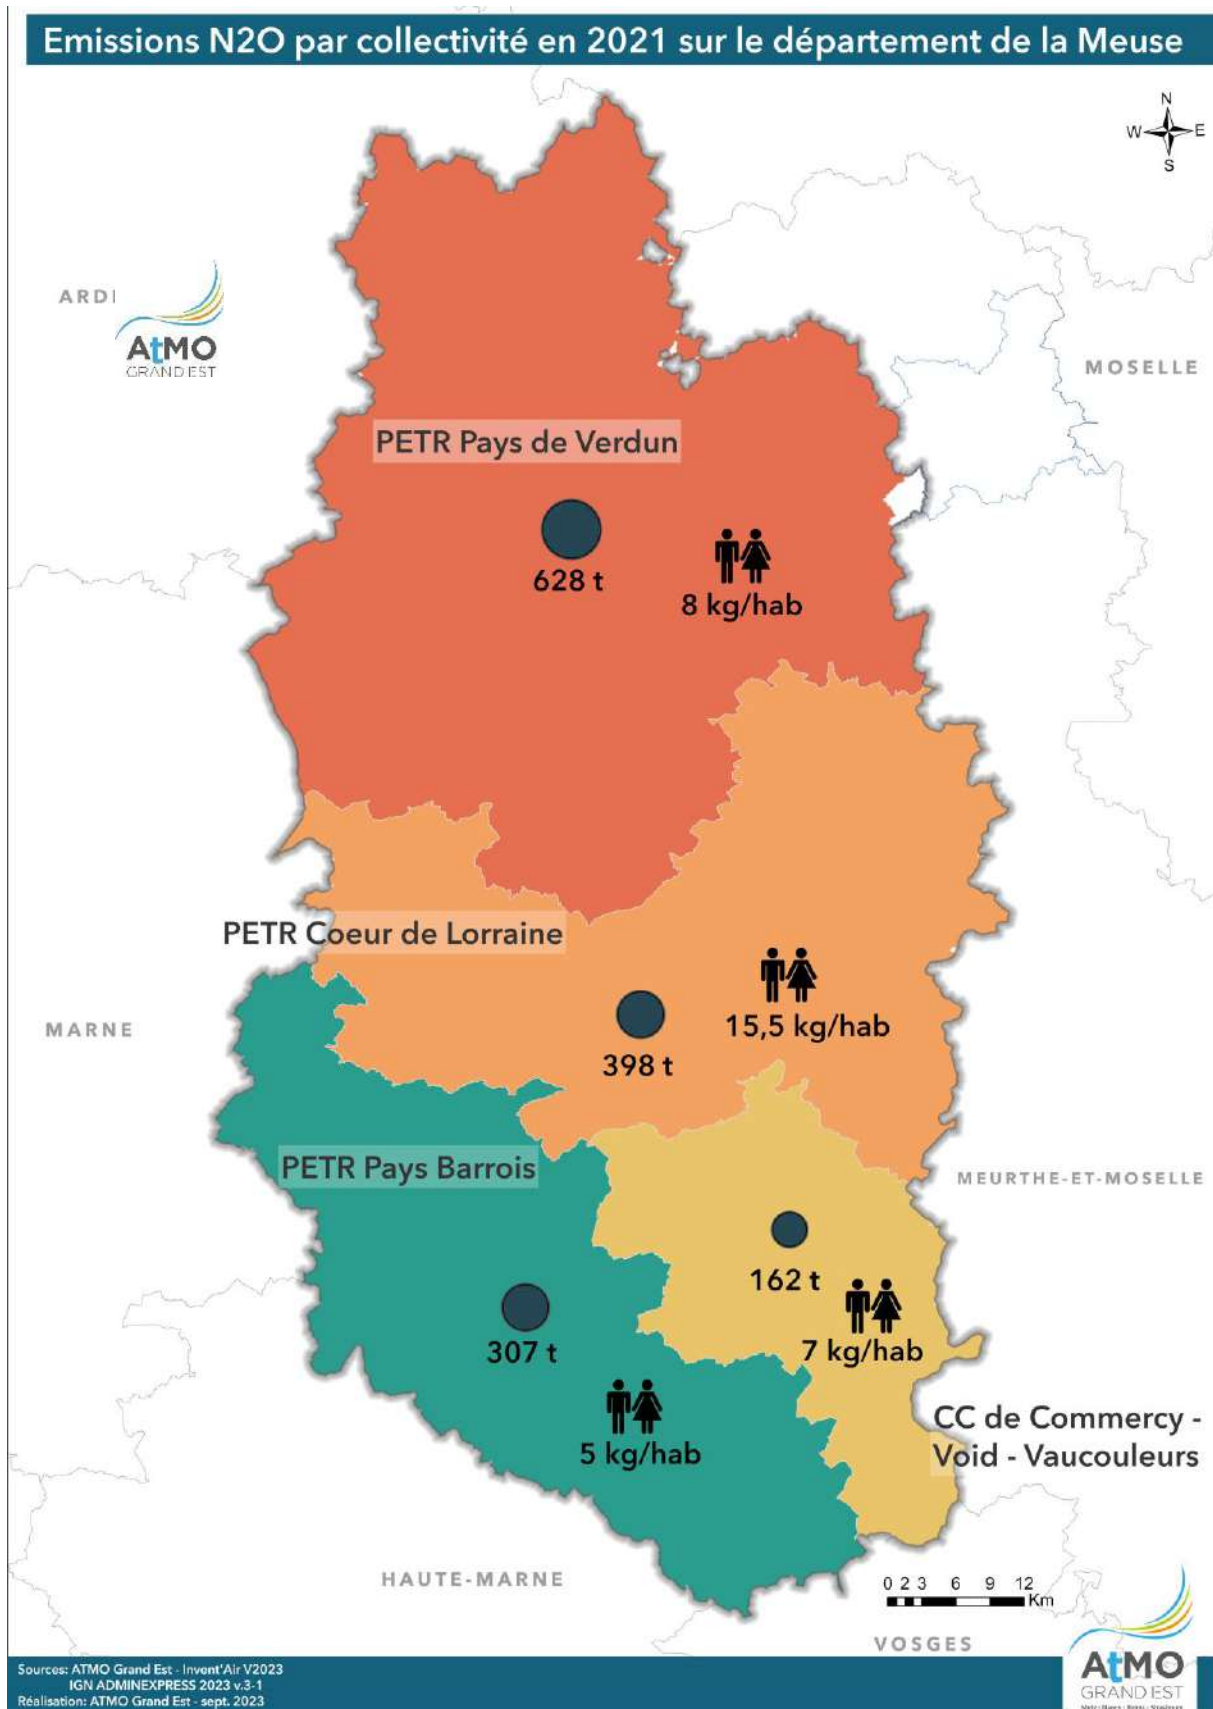 Emissions N2O par collectivité en 2021 sur le département de la Meuse
N
W E
S
ARDI
AtMO
GRAND EST
MOSELLE
PETR Pays de Verdun
628 t
8 kg/hab
PETR Coeur de Lorraine
MARNE
15,5 kg/hab
398 t
PETR Pays Barrois
MEURTHE-ET-MOSELLE
162 t
307 t
7 kg/hab
CC de Commercy -
Void - Vaucouleurs
5 kg/hab
HAUTE-MARNE
0 2 3 6 9 12
Km
VOSGES
Sources: ATMO Grand Est - Invent'Air V2023
IGN ADMINEXPRESS 2023 v.3-1
Réalisation: ATMO Grand Est - sept. 2023
AtMO
GRAND EST